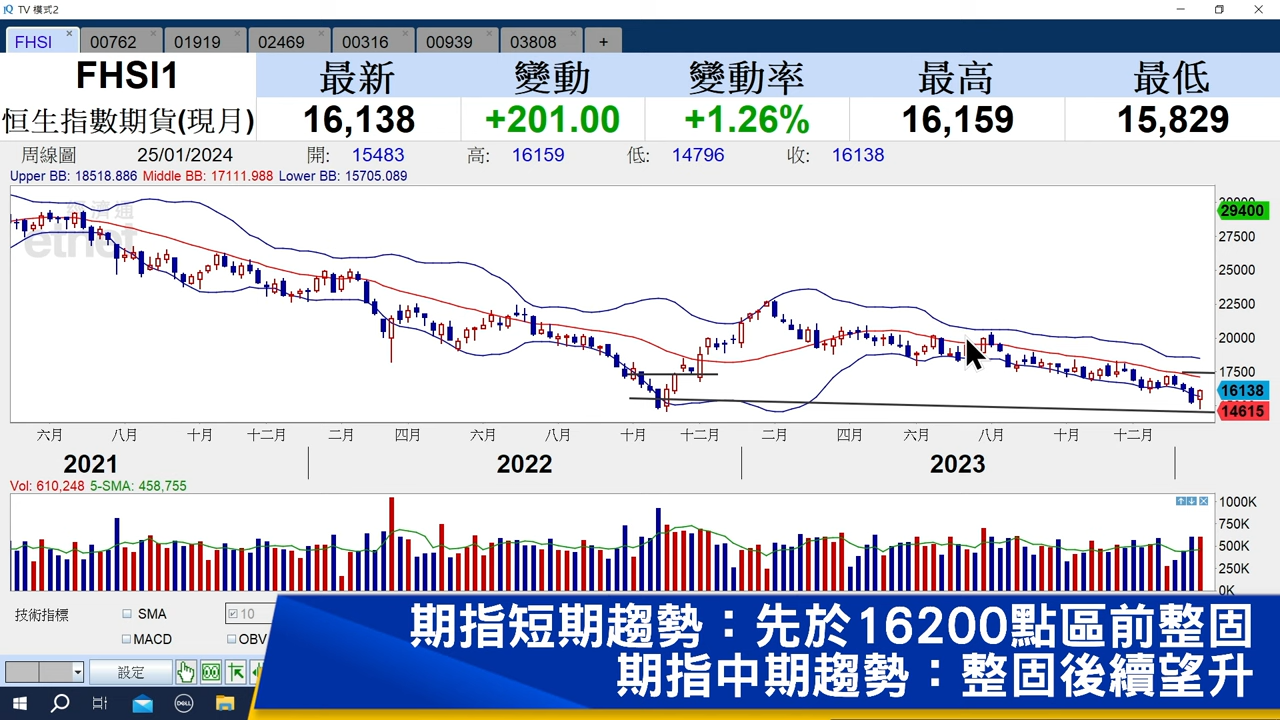 TV 模式2
FHSI 00762 01919 02469 00316 00939 03808 +
FHSI1 最新 變動 變動率 最高 最低
恒生指數期貨(現月) 16,138 +201.00 +1.26% 16,159 15,829
周線圖 25/01/2024 開: 15483 高: 16159 低: 14796 收: 16138
Upper BB: 18518.886 Middle BB: 17111.988 Lower BB: 15705.089
經濟通
etnet
29400
27500
25000
22500
20000
17500
16138
14615
六月 八月 十月 十二月 二月 四月 六月 八月 十月 十二月 二月 四月 六月 八月 十月 十二月
2021 2022 2023
Vol: 610,248 5-SMA: 458,755
1000K
750K
500K
250K
0K
技術指標 SMA 10
MACD OBV
設定
期指短期趨勢：先於16200點區前整固
期指中期趨勢：整固後續望升
DELL